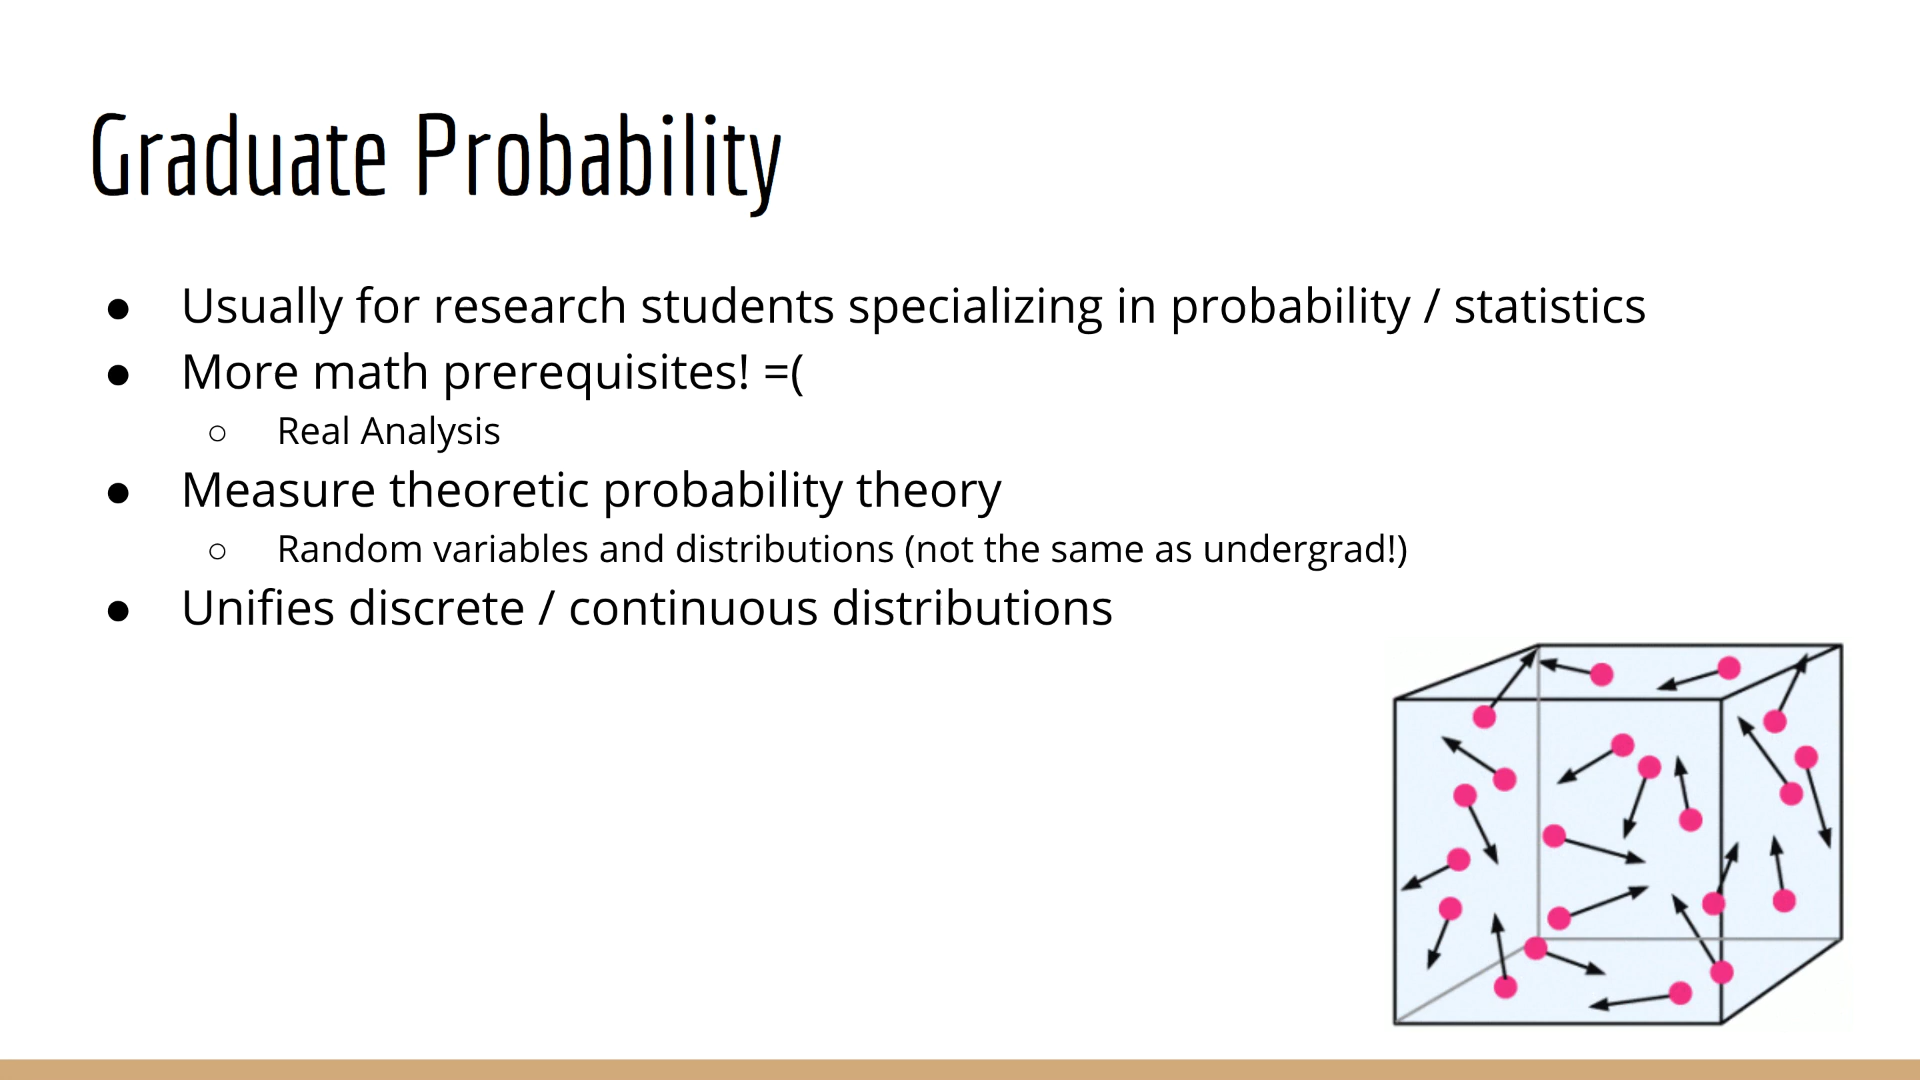 Graduate Probability
● Usually for research students specializing in probability / statistics
● More math prerequisites! =(
○ Real Analysis
● Measure theoretic probability theory
○ Random variables and distributions (not the same as undergrad!)
● Unifies discrete / continuous distributions